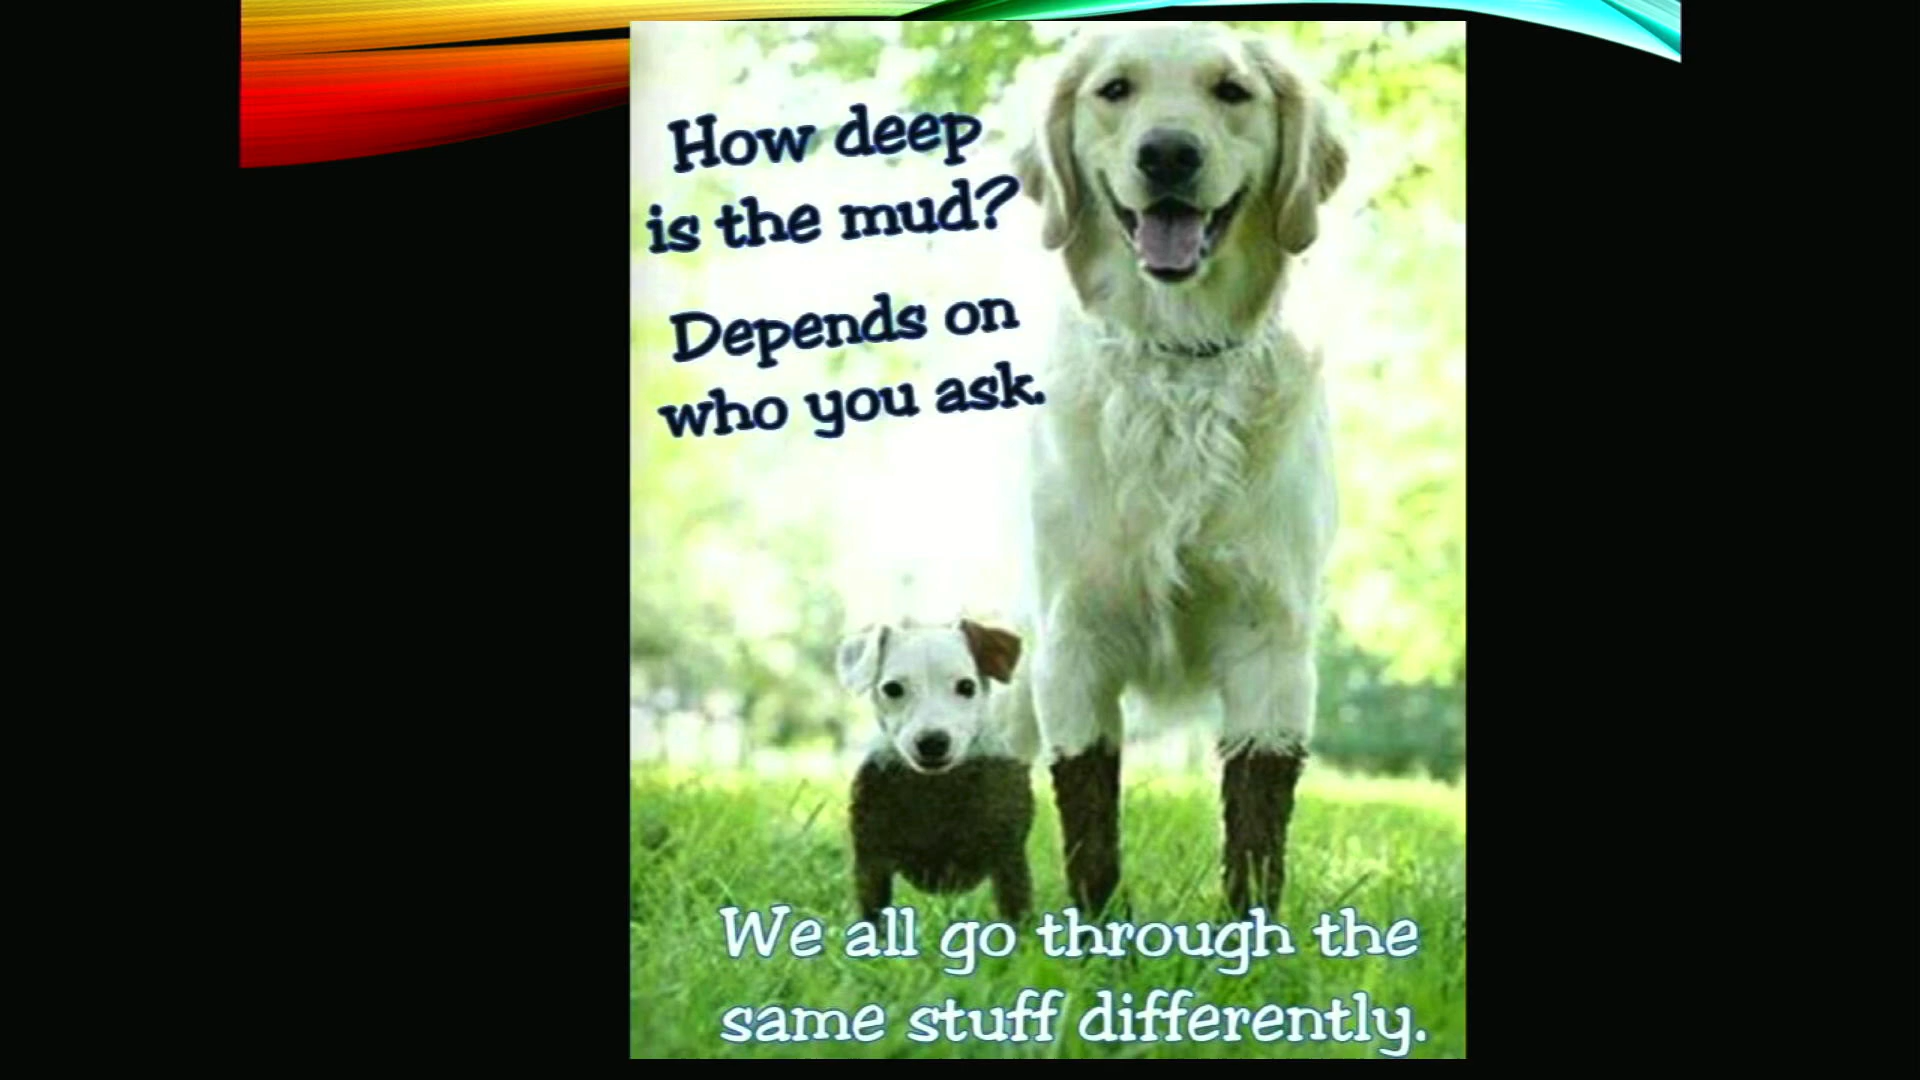 How deep
is the mud?
Depends on
who you ask.
We all go through the
same stuff differently.